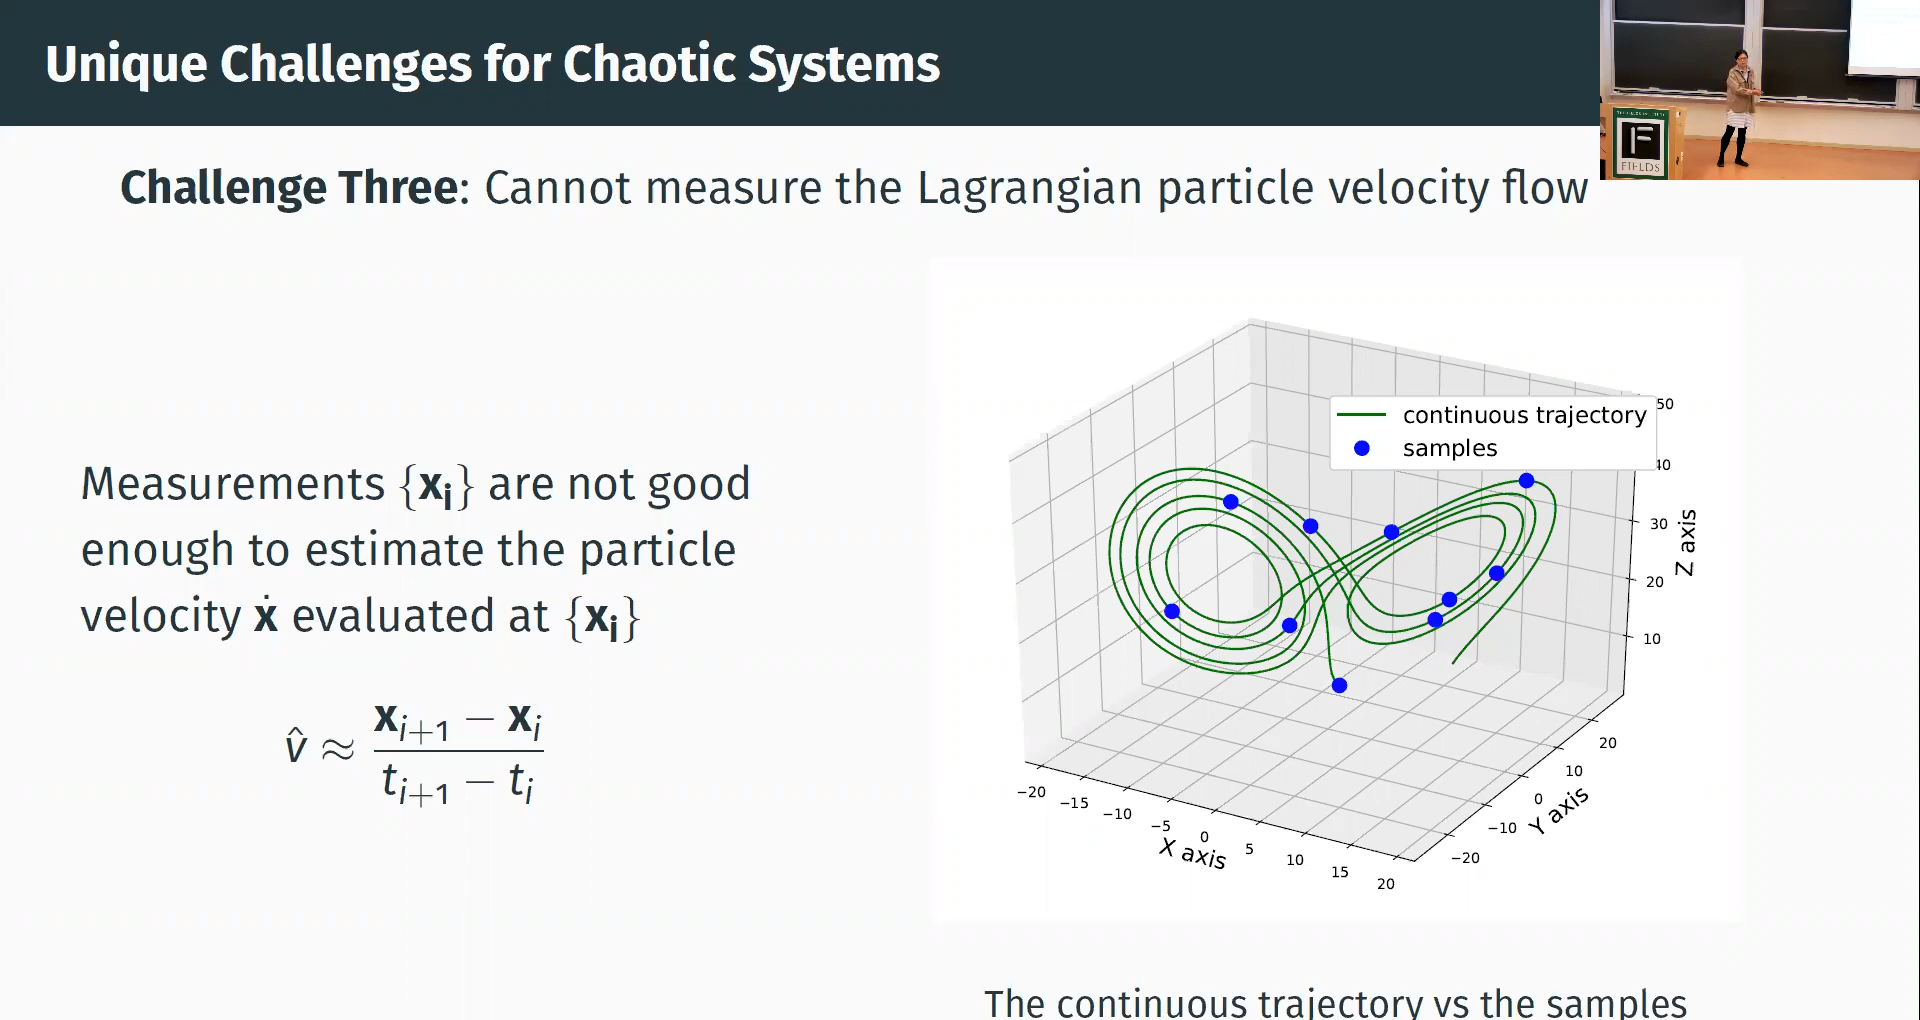 Unique Challenges for Chaotic Systems
Challenge Three: Cannot measure the Lagrangian particle velocity flow
Measurements {x_i} are not good
enough to estimate the particle
velocity ẋ evaluated at {x_i}
v̂ ≈ (x_{i+1} − x_i) / (t_{i+1} − t_i)
continuous trajectory
samples
50
40
30
20
10
Z axis
20
10
0
−10
−20
Y axis
−20
−15
−10
−5
0
5
10
15
20
X axis
The continuous trajectory vs the samples
FIELDS